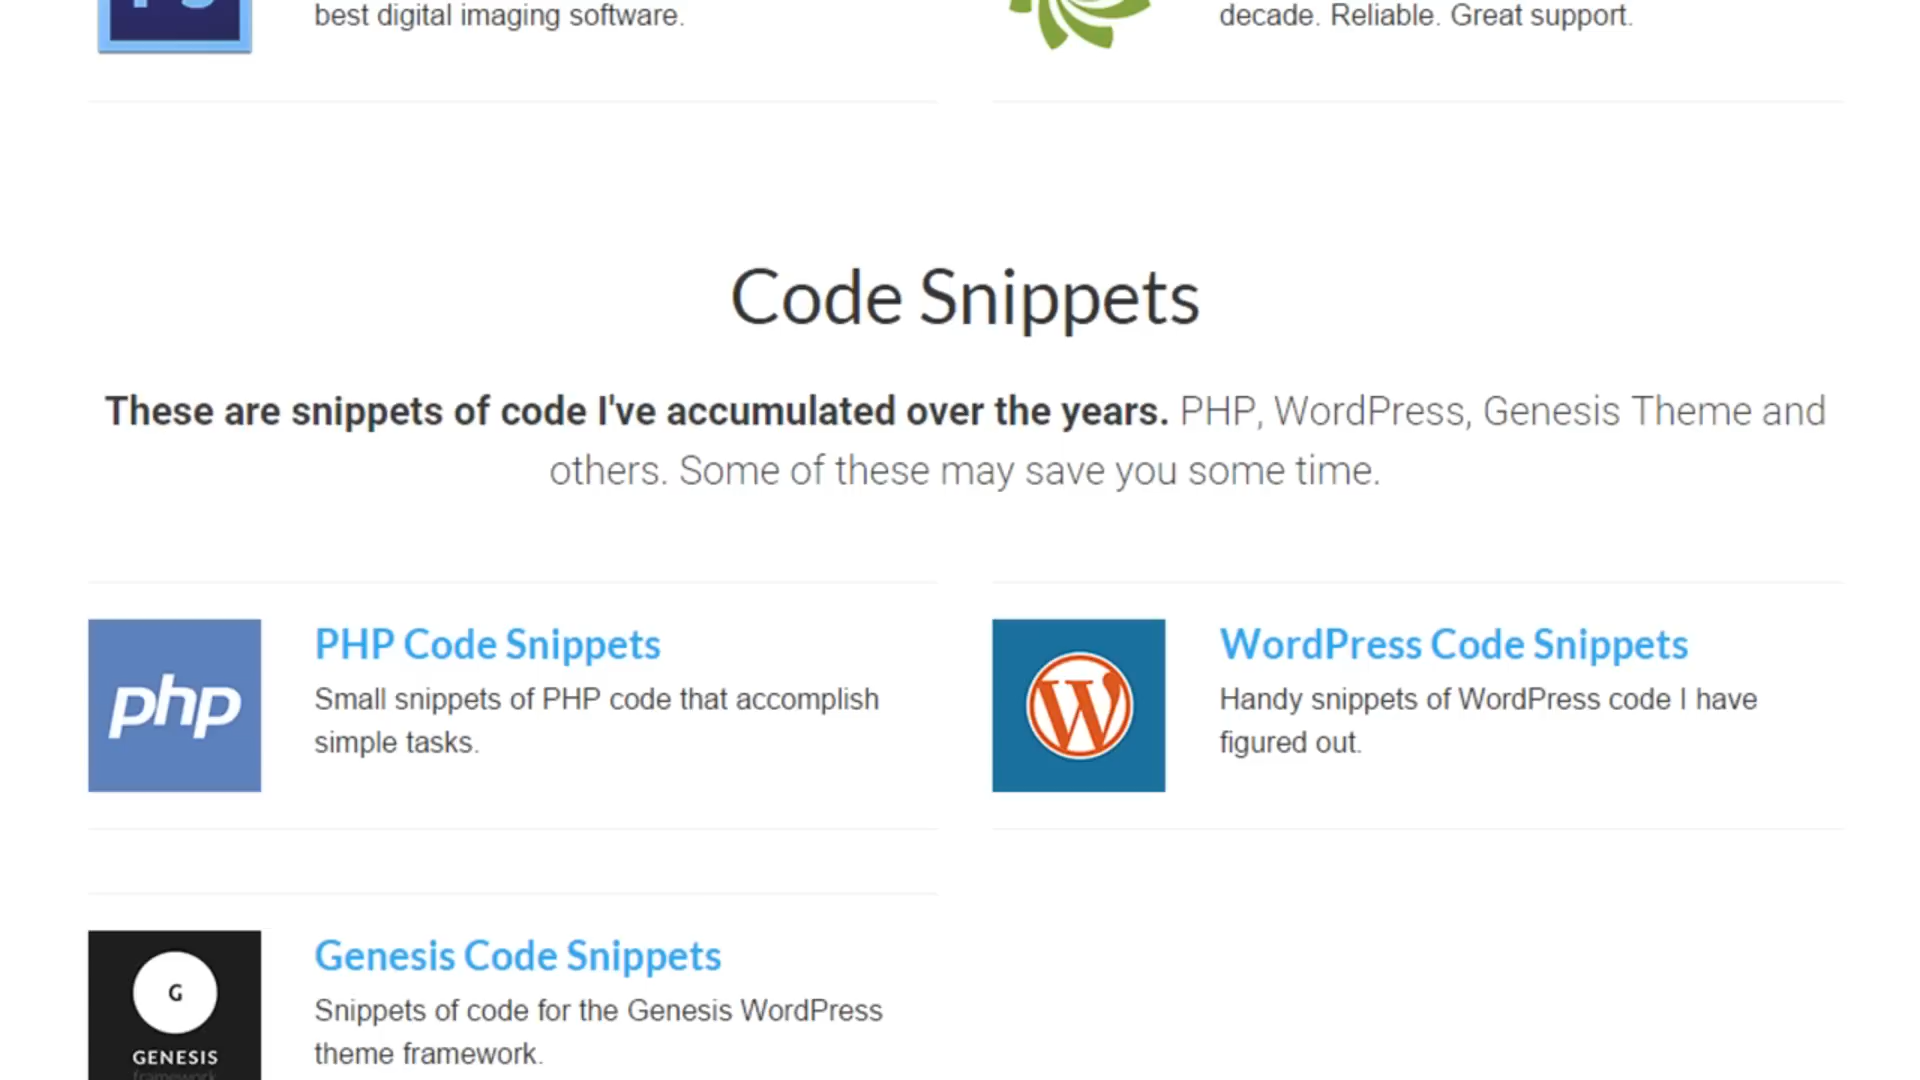 best digital imaging software.
decade. Reliable. Great support.
Code Snippets
These are snippets of code I've accumulated over the years. PHP, WordPress, Genesis Theme and
others. Some of these may save you some time.
php
PHP Code Snippets
Small snippets of PHP code that accomplish
simple tasks.
W
WordPress Code Snippets
Handy snippets of WordPress code I have
figured out.
G
GENESIS
framework
Genesis Code Snippets
Snippets of code for the Genesis WordPress
theme framework.